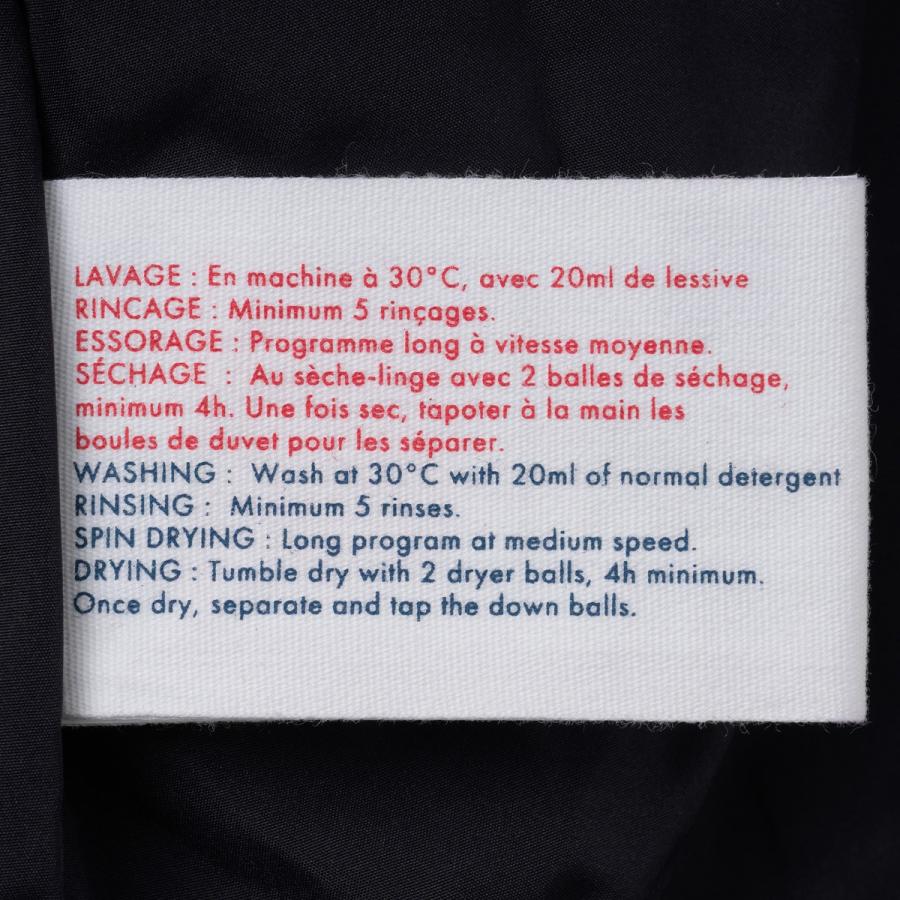 LAVAGE : En machine à 30°C, avec 20ml de lessive
RINCAGE : Minimum 5 rinçages.
ESSORAGE : Programme long à vitesse moyenne.
SÉCHAGE : Au sèche-linge avec 2 balles de séchage,
minimum 4h. Une fois sec, tapoter à la main les
boules de duvet pour les séparer.
WASHING : Wash at 30°C with 20ml of normal detergent
RINSING : Minimum 5 rinses.
SPIN DRYING : Long program at medium speed.
DRYING : Tumble dry with 2 dryer balls, 4h minimum.
Once dry, separate and tap the down balls.